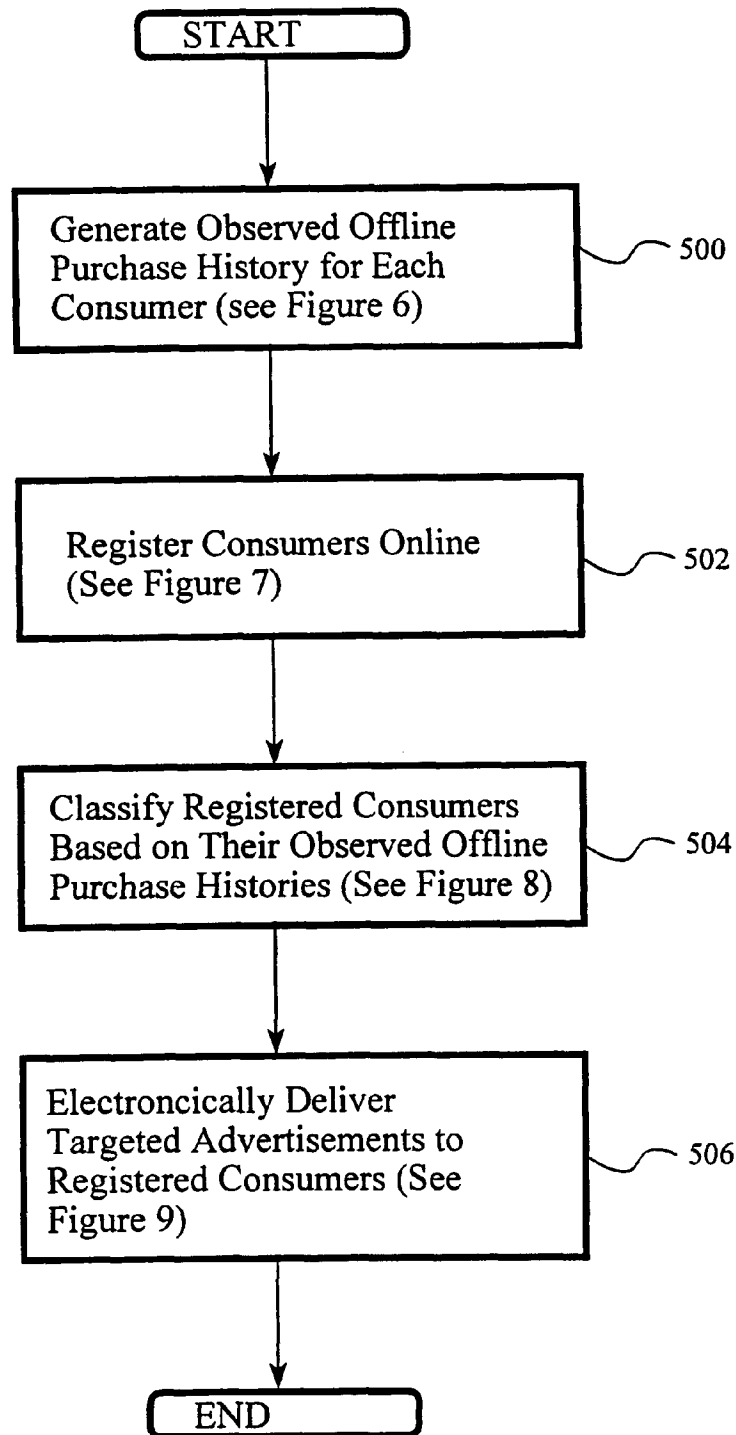 START
Generate Observed Offline
Purchase History for Each
Consumer (see Figure 6)
500
Register Consumers Online
(See Figure 7)
502
Classify Registered Consumers
Based on Their Observed Offline
Purchase Histories (See Figure 8)
504
Electroncically Deliver
Targeted Advertisements to
Registered Consumers (See
Figure 9)
506
END